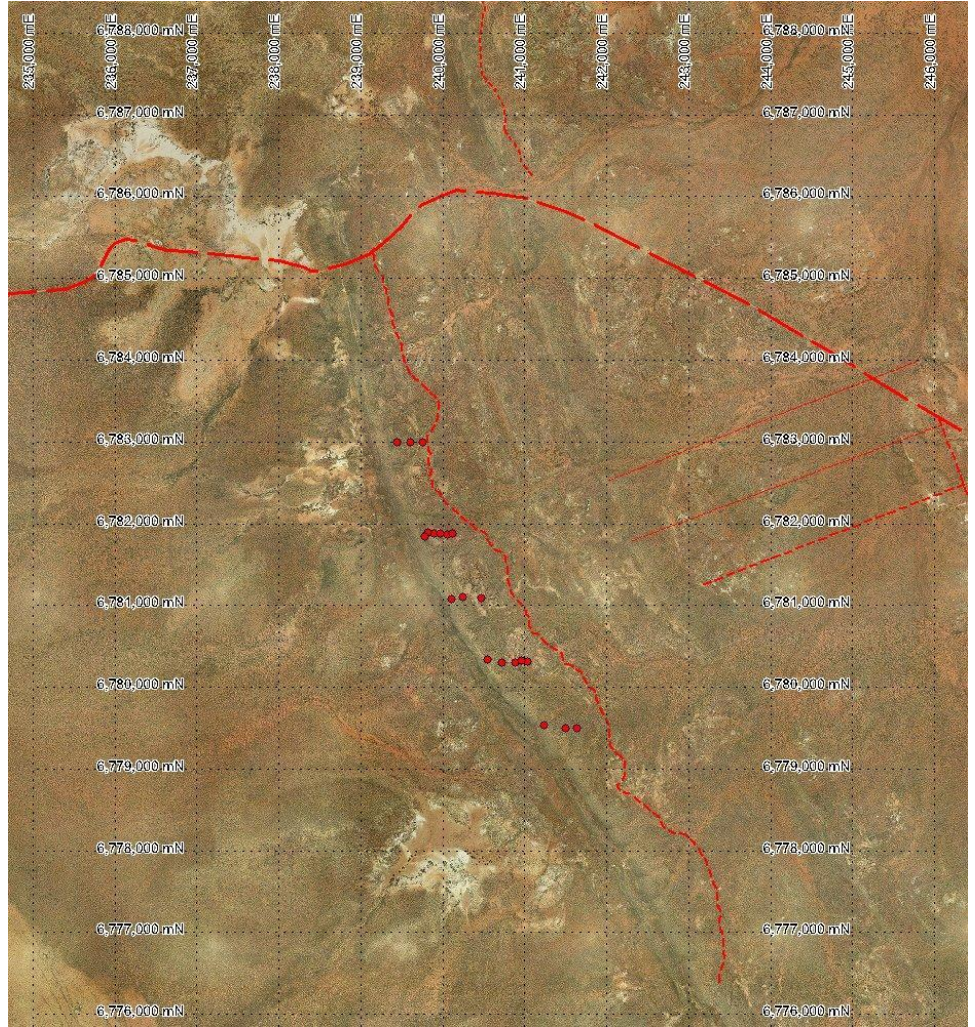 235,000 mE
236,000 mE
237,000 mE
238,000 mE
239,000 mE
240,000 mE
241,000 mE
242,000 mE
243,000 mE
244,000 mE
245,000 mE
246,000 mE
6,788,000 mN
6,788,000 mN
6,787,000 mN
6,787,000 mN
6,786,000 mN
6,786,000 mN
6,785,000 mN
6,785,000 mN
6,784,000 mN
6,784,000 mN
6,783,000 mN
6,783,000 mN
6,782,000 mN
6,782,000 mN
6,781,000 mN
6,781,000 mN
6,780,000 mN
6,780,000 mN
6,779,000 mN
6,779,000 mN
6,778,000 mN
6,778,000 mN
6,777,000 mN
6,777,000 mN
6,776,000 mN
6,776,000 mN